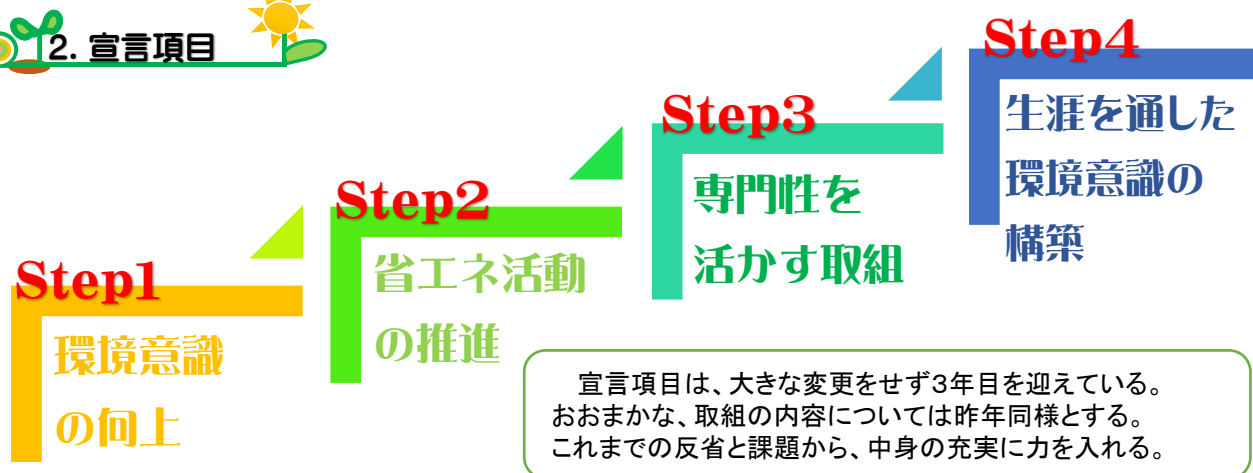 2. 宣言項目
Step1
環境意識
の向上
Step2
省エネ活動
の推進
Step3
専門性を
活かす取組
Step4
生涯を通した
環境意識の
構築
宣言項目は、大きな変更をせず3年目を迎えている。
おおまかな、取組の内容については昨年同様とする。
これまでの反省と課題から、中身の充実に力を入れる。